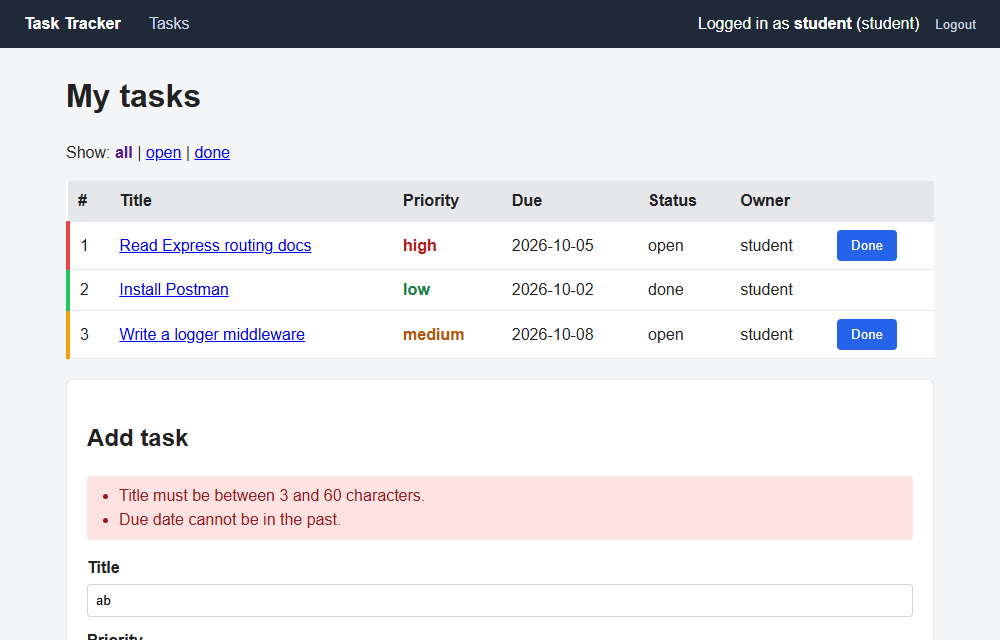 Task Tracker Tasks Logged in as student (student) Logout
My tasks
Show: all | open | done
# Title Priority Due Status Owner
1 Read Express routing docs high 2026-10-05 open student Done
2 Install Postman low 2026-10-02 done student
3 Write a logger middleware medium 2026-10-08 open student Done
Add task
• Title must be between 3 and 60 characters.
• Due date cannot be in the past.
Title
ab
Priority